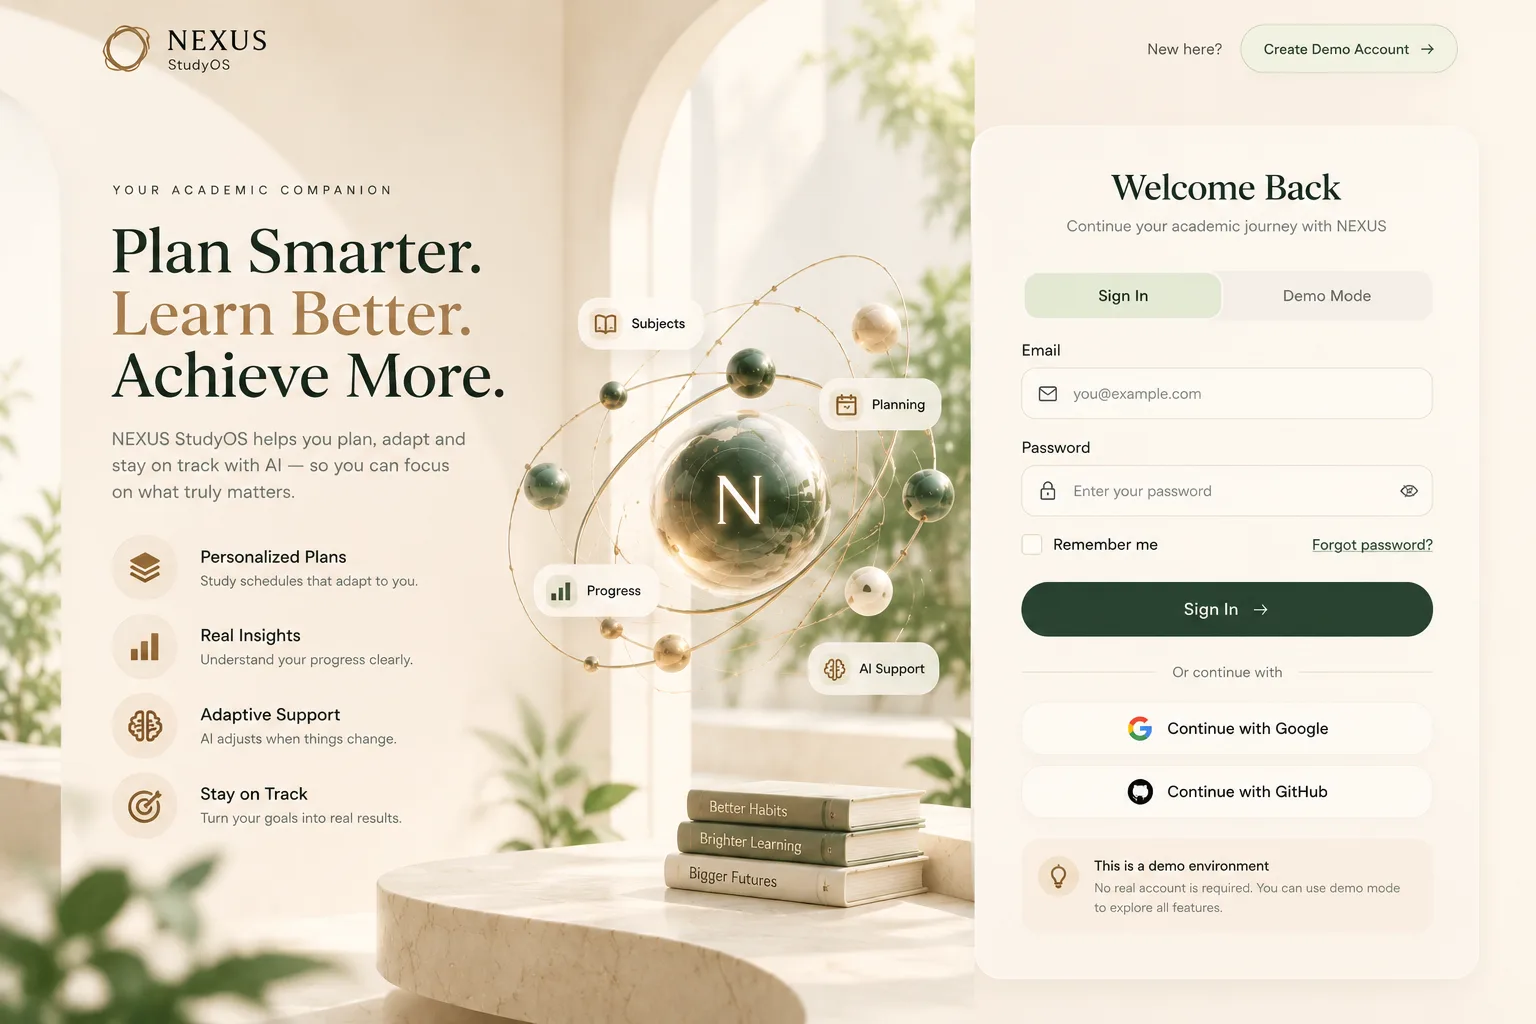 NEXUS
StudyOS
New here?
Create Demo Account
YOUR ACADEMIC COMPANION
Plan Smarter.
Learn Better.
Achieve More.
NEXUS StudyOS helps you plan, adapt and
stay on track with AI — so you can focus
on what truly matters.
Personalized Plans
Study schedules that adapt to you.
Real Insights
Understand your progress clearly.
Adaptive Support
AI adjusts when things change.
Stay on Track
Turn your goals into real results.
Subjects
Planning
N
Progress
AI Support
Better Habits
Brighter Learning
Bigger Futures
Welcome Back
Continue your academic journey with NEXUS
Sign In
Demo Mode
Email
you@example.com
Password
Enter your password
Remember me
Forgot password?
Sign In
Or continue with
Continue with Google
Continue with GitHub
This is a demo environment
No real account is required. You can use demo mode
to explore all features.